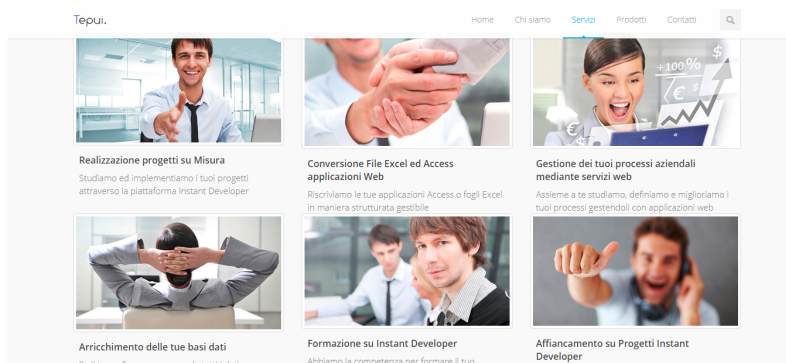 Tepui.
Home Chi siamo Servizi Prodotti Contatti
+100 %
$
€
$
€
Realizzazione progetti su Misura
Studiamo ed implementiamo i tuoi progetti
attraverso la piattaforma Instant Developer
Conversione File Excel ed Access
applicazioni Web
Riscriviamo le tue applicazioni Access o fogli Excel
in maniera strutturata gestibile
Gestione dei tuoi processi aziendali
mediante servizi web
Assieme a te studiamo, definiamo e miglioriamo i
tuoi processi gestendoli con applicazioni web
Arricchimento delle tue basi dati
Formazione su Instant Developer
Abbiamo la competenza per formare il tuo
Affiancamento su Progetti Instant
Developer